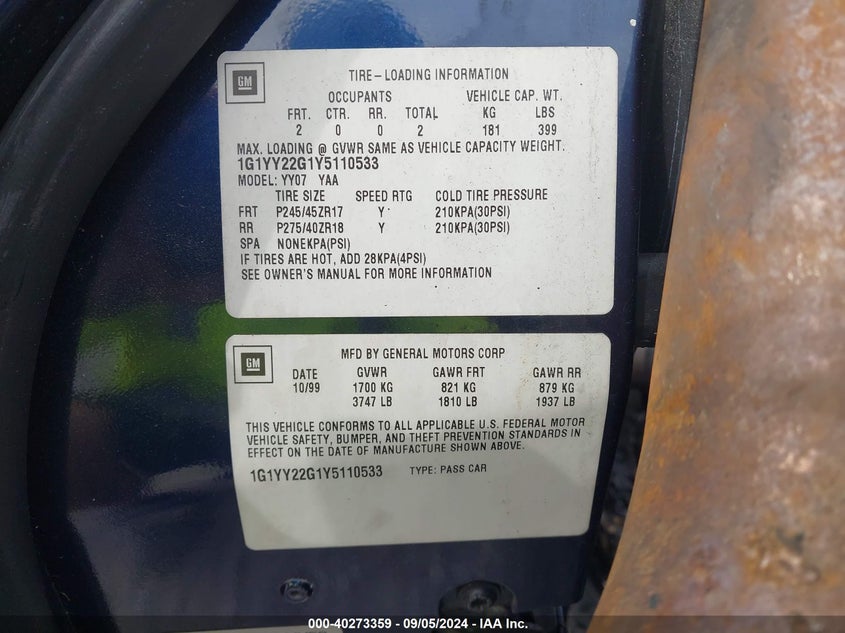 GM
TIRE-LOADING INFORMATION
OCCUPANTS VEHICLE CAP. WT.
FRT. CTR. RR. TOTAL KG LBS
2 0 0 2 181 399
MAX. LOADING @ GVWR SAME AS VEHICLE CAPACITY WEIGHT.
1G1YY22G1Y5110533
MODEL: YY07 YAA
TIRE SIZE SPEED RTG COLD TIRE PRESSURE
FRT P245/45ZR17 Y 210KPA(30PSI)
RR P275/40ZR18 Y 210KPA(30PSI)
SPA NONEKPA(PSI)
IF TIRES ARE HOT, ADD 28KPA(4PSI)
SEE OWNER'S MANUAL FOR MORE INFORMATION
GM
MFD BY GENERAL MOTORS CORP
DATE GVWR GAWR FRT GAWR RR
10/99 1700 KG 821 KG 879 KG
3747 LB 1810 LB 1937 LB
THIS VEHICLE CONFORMS TO ALL APPLICABLE U.S. FEDERAL MOTOR
VEHICLE SAFETY, BUMPER, AND THEFT PREVENTION STANDARDS IN
EFFECT ON THE DATE OF MANUFACTURE SHOWN ABOVE.
1G1YY22G1Y5110533 TYPE: PASS CAR
000-40273359 - 09/05/2024 - IAA Inc.